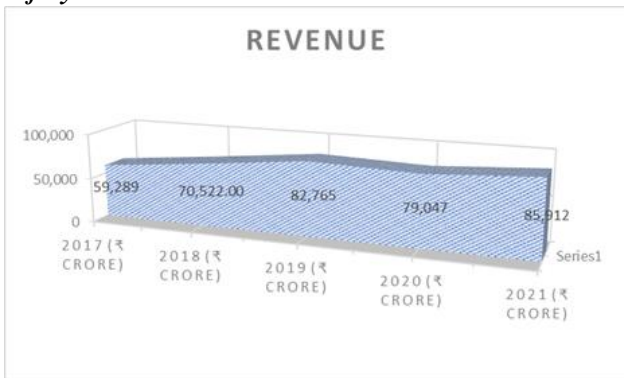 REVENUE
100,000
50,000
0
59,289
70,522.00
82,765
79,047
85,912
2017 (₹
CRORE)
2018 (₹
CRORE)
2019 (₹
CRORE)
2020 (₹
CRORE)
2021 (₹
CRORE)
Series1